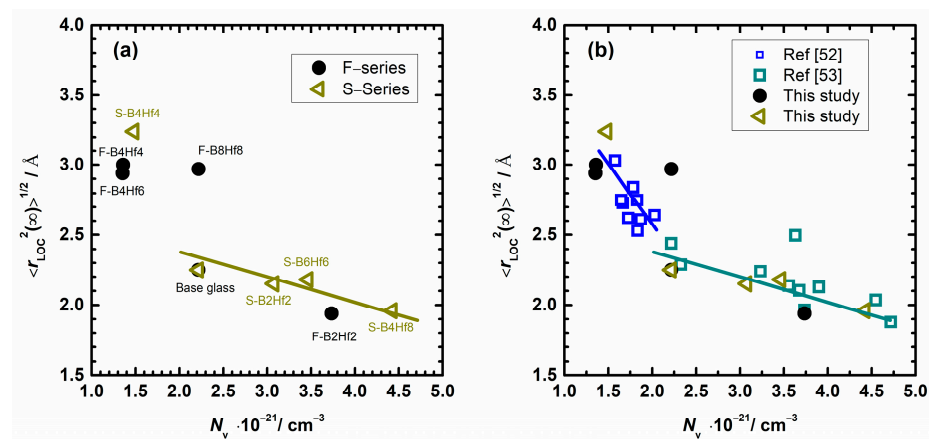 (a)
F−series
S−Series
S-B4Hf4
F-B4Hf4
F-B8Hf8
F-B4Hf6
S-B6Hf6
Base glass
S-B2Hf2
S-B4Hf8
F-B2Hf2
4.0
3.5
3.0
2.5
2.0
1.5
1.0 1.5 2.0 2.5 3.0 3.5 4.0 4.5 5.0
<r_LOC^2(∞)>^1/2 / Å
N_v ·10^−21/ cm^−3
(b)
Ref [52]
Ref [53]
This study
This study
4.0
3.5
3.0
2.5
2.0
1.5
1.0 1.5 2.0 2.5 3.0 3.5 4.0 4.5 5.0
<r_LOC^2(∞)>^1/2 / Å
N_v ·10^−21/ cm^−3